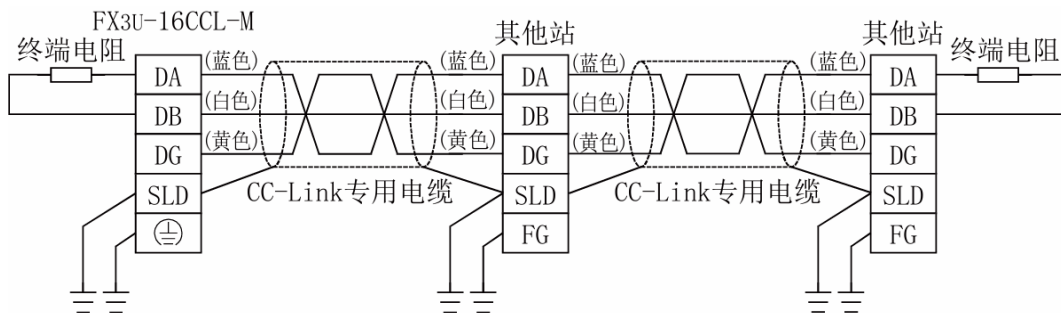 FX3U-16CCL-M
其他站
其他站
终端电阻
终端电阻
DA
(蓝色)
(蓝色)
DA
(蓝色)
(蓝色)
DA
DB
(白色)
(白色)
DB
(白色)
(白色)
DB
DG
(黄色)
(黄色)
DG
(黄色)
(黄色)
DG
SLD
CC-Link专用电缆
SLD
CC-Link专用电缆
SLD
FG
FG